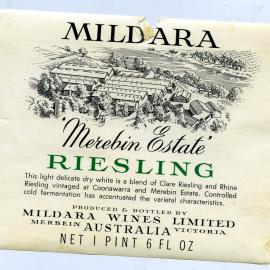 MILDARA
'Merebin Estate'
RIESLING
This light delicate dry white is a blend of Clare Riesling and Rhine
Riesling vintaged at Coonawarra and Merebin Estate. Controlled
cold fermentation has accentuated the varietal characteristics.
PRODUCED & BOTTLED BY
MILDARA WINES LIMITED
MERBEIN AUSTRALIA VICTORIA
NET 1 PINT 6 FL OZ